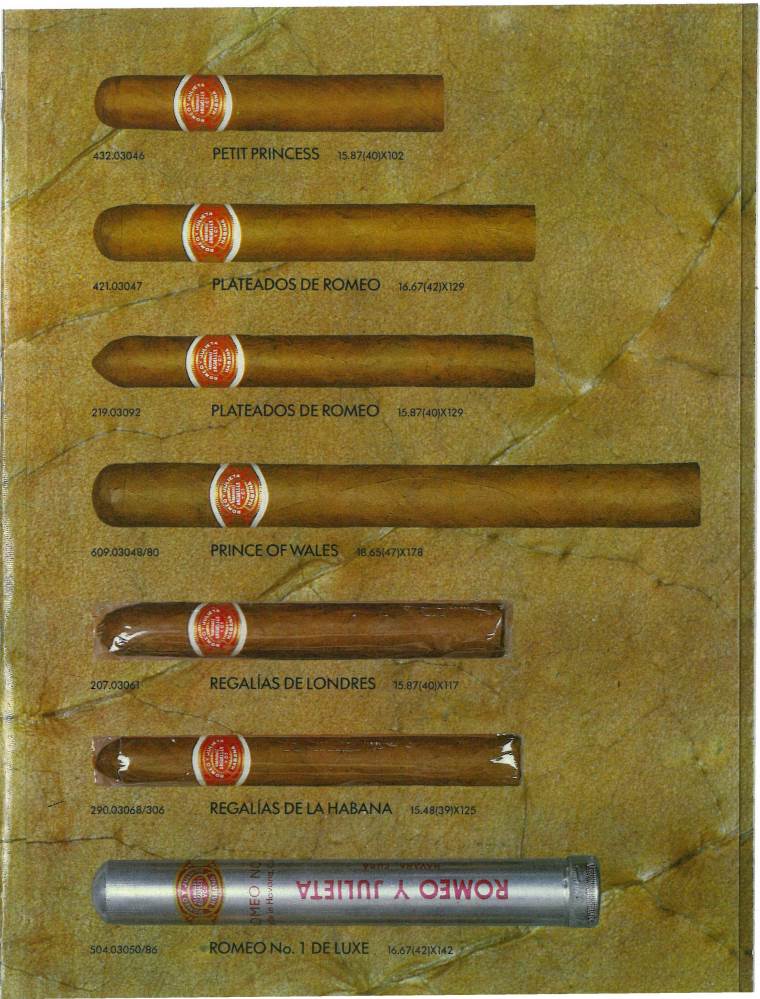 432.03046 PETIT PRINCESS 15.87(40)X102
421.03047 PLATEADOS DE ROMEO 16.67(42)X129
219.03092 PLATEADOS DE ROMEO 15.87(40)X129
609.03048/80 PRINCE OF WALES 18.65(47)X178
207.03061 REGALÍAS DE LONDRES 15.87(40)X117
290.03068/306 REGALÍAS DE LA HABANA 15.48(39)X125
ROMEO Y JULIETA
504.03050/86 ROMEO No. 1 DE LUXE 16.67(42)X142